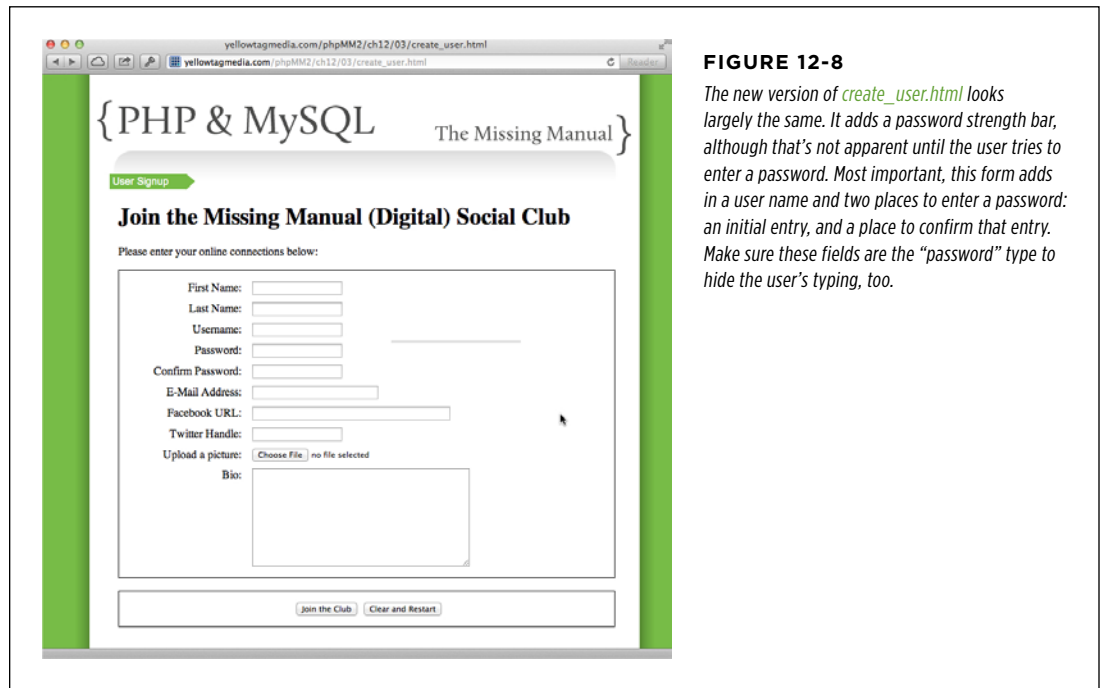 yellowtagmedia.com/phpMM2/ch12/03/create_user.html
yellowtagmedia.com/phpMM2/ch12/03/create_user.html
Reader
{PHP & MySQL
The Missing Manual}
User Signup
Join the Missing Manual (Digital) Social Club
Please enter your online connections below:
First Name:
Last Name:
Username:
Password:
Confirm Password:
E-Mail Address:
Facebook URL:
Twitter Handle:
Upload a picture: Choose File no file selected
Bio:
Join the Club Clear and Restart
FIGURE 12-8
The new version of create_user.html looks
largely the same. It adds a password strength bar,
although that's not apparent until the user tries to
enter a password. Most important, this form adds
in a user name and two places to enter a password:
an initial entry, and a place to confirm that entry.
Make sure these fields are the “password” type to
hide the user's typing, too.